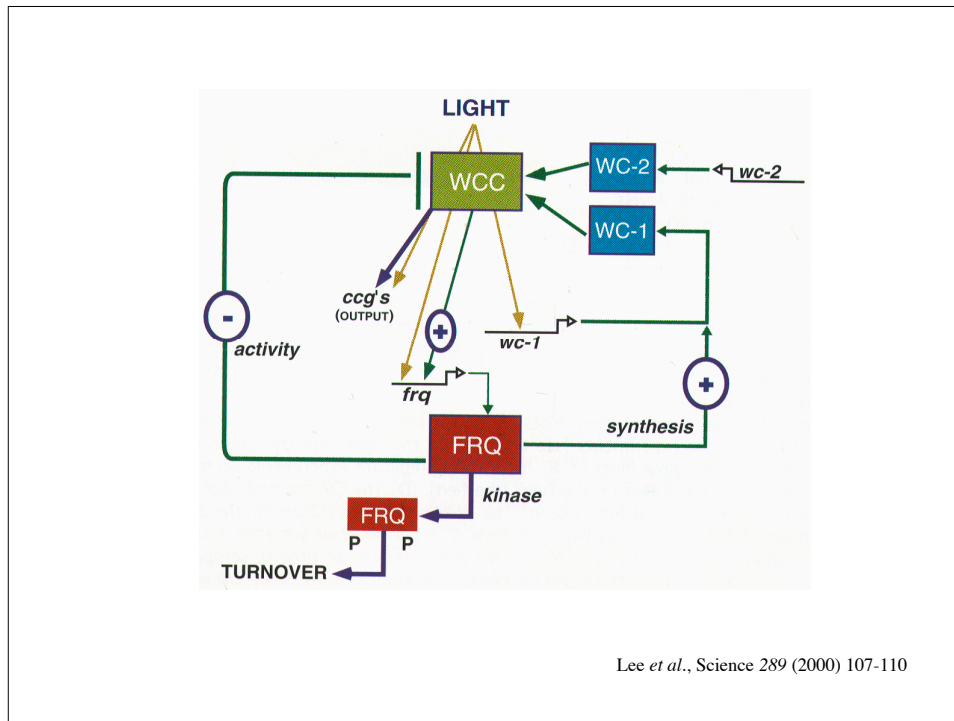 LIGHT
WCC
WC-2
wc-2
WC-1
ccg's
(OUTPUT)
+
wc-1
-
activity
frq
+
synthesis
FRQ
kinase
FRQ
P P
TURNOVER
Lee et al., Science 289 (2000) 107-110